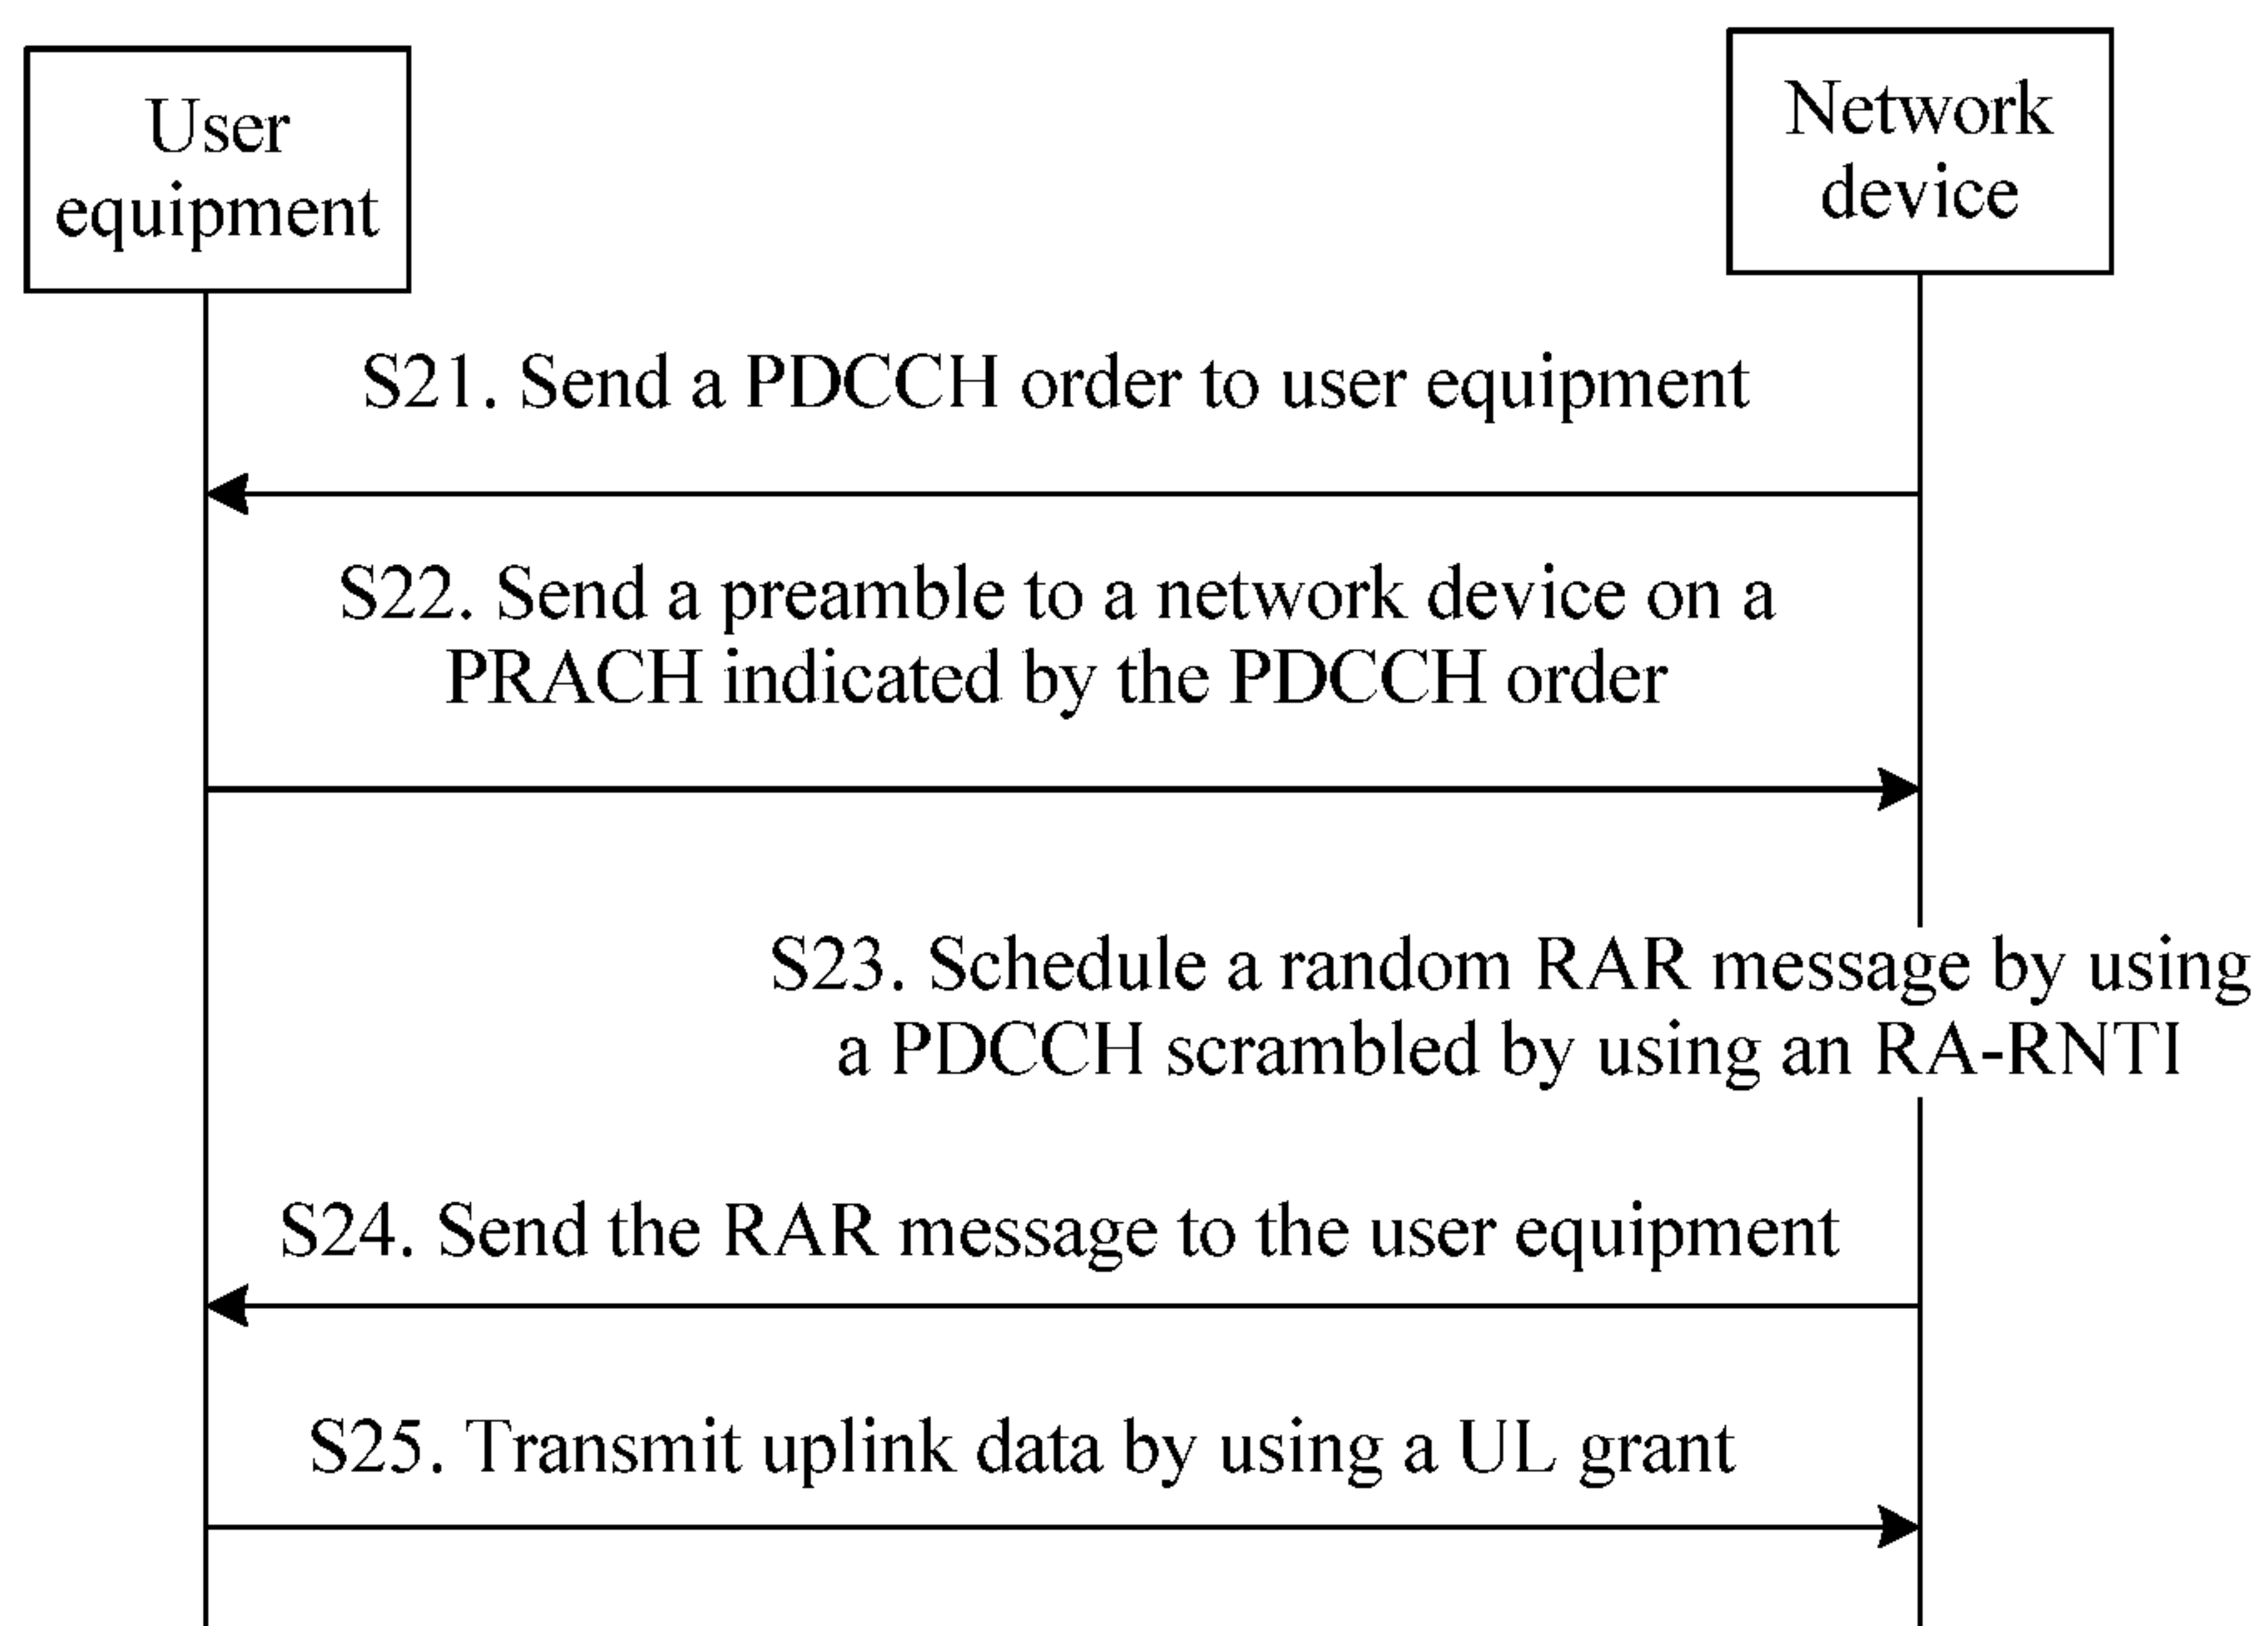 User
equipment
Network
device
S21. Send a PDCCH order to user equipment
S22. Send a preamble to a network device on a
PRACH indicated by the PDCCH order
S23. Schedule a random RAR message by using
a PDCCH scrambled by using an RA-RNTI
S24. Send the RAR message to the user equipment
S25. Transmit uplink data by using a UL grant